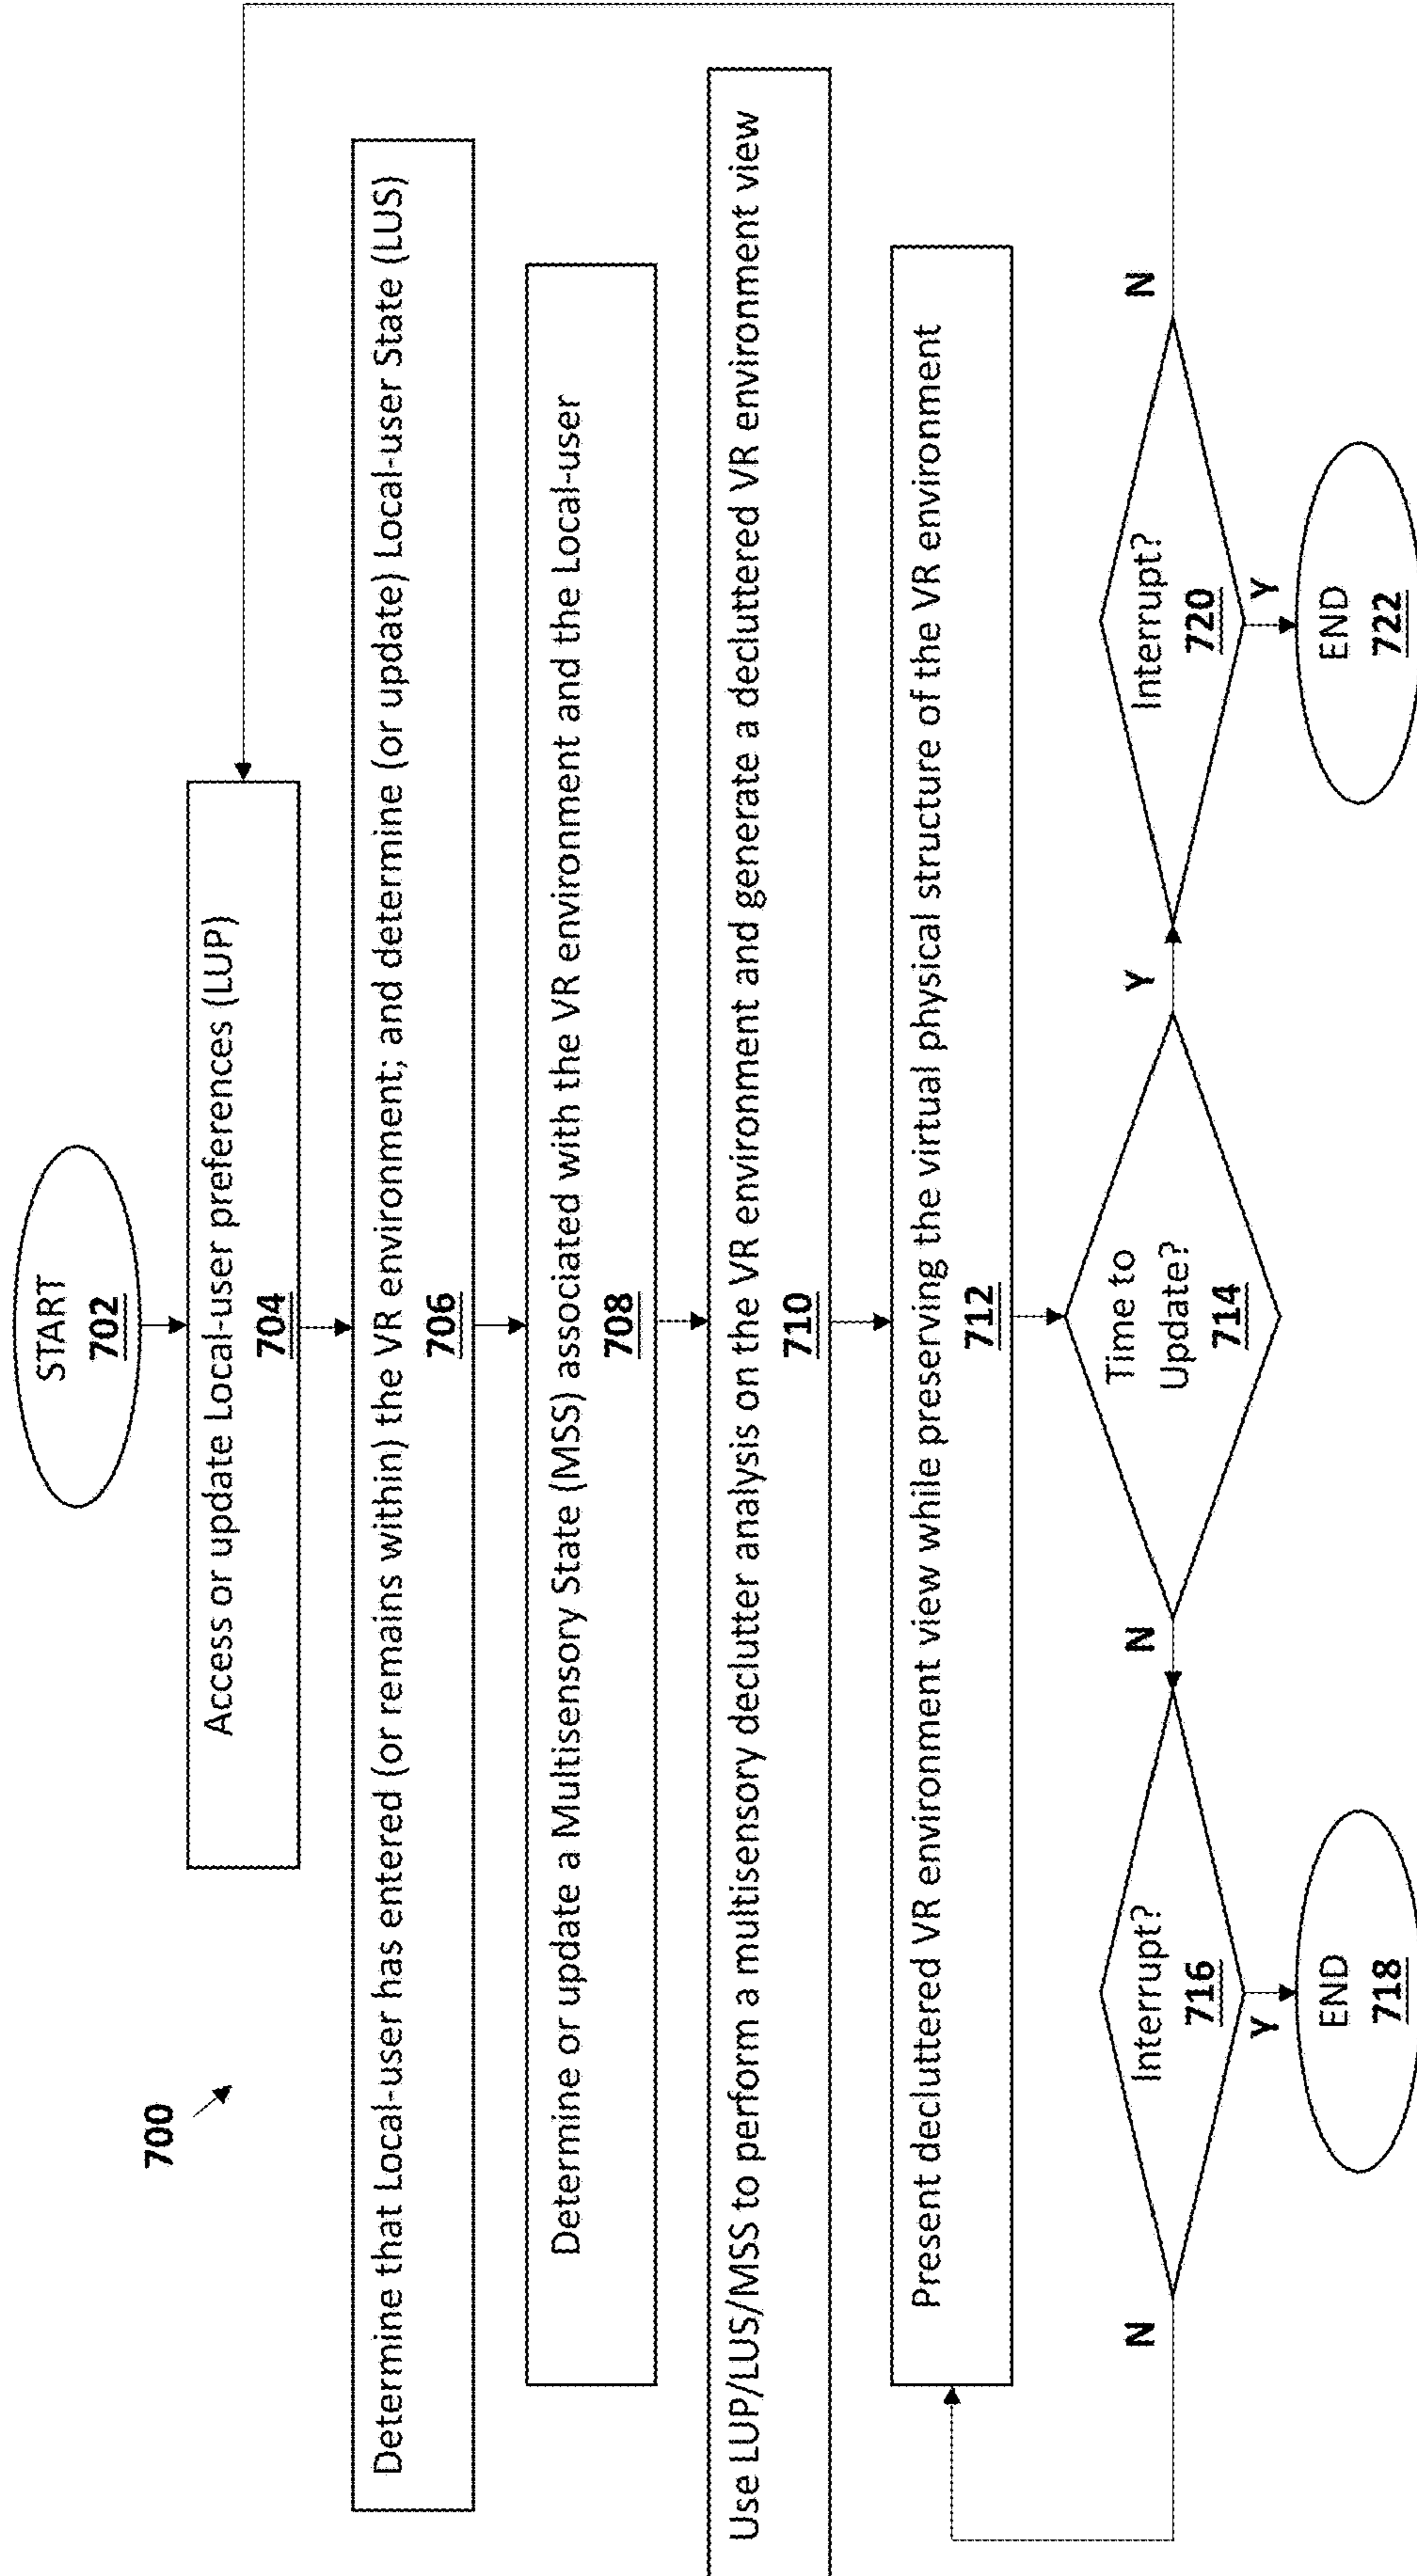 700
START
702
Access or update Local-user preferences (LUP)
704
Determine that Local-user has entered (or remains within) the VR environment; and determine (or update) Local-user State (LUS)
706
Determine or update a Multisensory State (MSS) associated with the VR environment and the Local-user
708
Use LUP/LUS/MSS to perform a multisensory declutter analysis on the VR environment and generate a decluttered VR environment view
710
Present decluttered VR environment view while preserving the virtual physical structure of the VR environment
712
N
Interrupt?
716
Y
END
718
N
Time to
Update?
714
Y
Interrupt?
720
Y
END
722
N